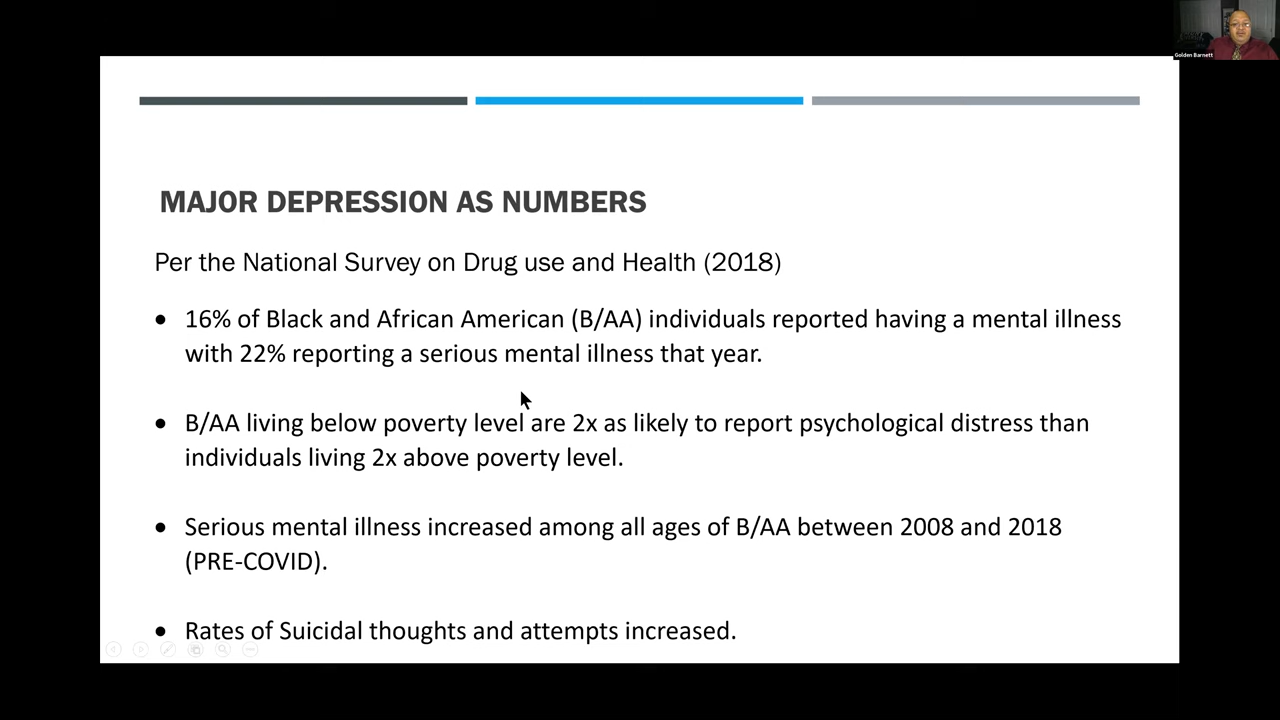 Golden Barnett
MAJOR DEPRESSION AS NUMBERS
Per the National Survey on Drug use and Health (2018)
• 16% of Black and African American (B/AA) individuals reported having a mental illness
with 22% reporting a serious mental illness that year.
• B/AA living below poverty level are 2x as likely to report psychological distress than
individuals living 2x above poverty level.
• Serious mental illness increased among all ages of B/AA between 2008 and 2018
(PRE-COVID).
• Rates of Suicidal thoughts and attempts increased.